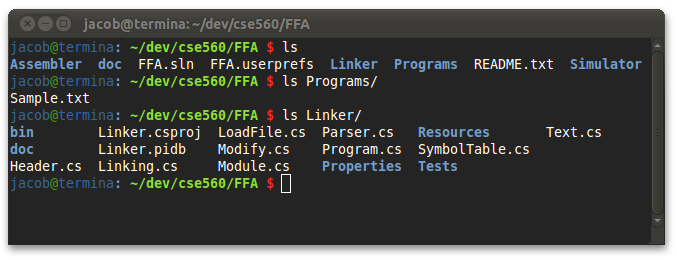 jacob@termina: ~/dev/cse560/FFA
jacob@termina: ~/dev/cse560/FFA $ ls
Assembler doc FFA.sln FFA.userprefs Linker Programs README.txt Simulator
jacob@termina: ~/dev/cse560/FFA $ ls Programs/
Sample.txt
jacob@termina: ~/dev/cse560/FFA $ ls Linker/
bin Linker.csproj LoadFile.cs Parser.cs Resources Text.cs
doc Linker.pidb Modify.cs Program.cs SymbolTable.cs
Header.cs Linking.cs Module.cs Properties Tests
jacob@termina: ~/dev/cse560/FFA $